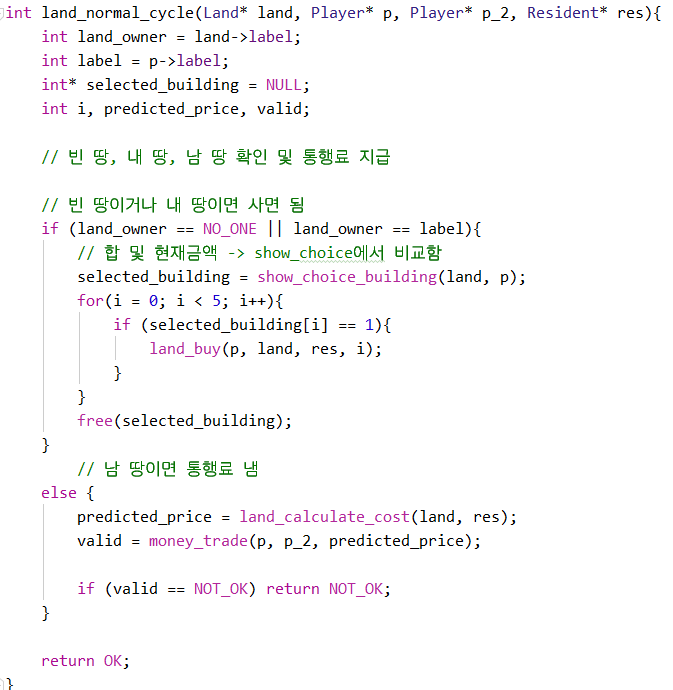 int land_normal_cycle(Land* land, Player* p, Player* p_2, Resident* res){
    int land_owner = land->label;
    int label = p->label;
    int* selected_building = NULL;
    int i, predicted_price, valid;

    // 빈 땅, 내 땅, 남 땅 확인 및 통행료 지급

    // 빈 땅이거나 내 땅이면 사면 됨
    if (land_owner == NO_ONE || land_owner == label){
        // 합 및 현재금액 -> show_choice에서 비교함
        selected_building = show_choice_building(land, p);
        for(i = 0; i < 5; i++){
            if (selected_building[i] == 1){
                land_buy(p, land, res, i);
            }
        }
        free(selected_building);
    }
        // 남 땅이면 통행료 냄
    else {
        predicted_price = land_calculate_cost(land, res);
        valid = money_trade(p, p_2, predicted_price);

        if (valid == NOT_OK) return NOT_OK;
    }

    return OK;
}